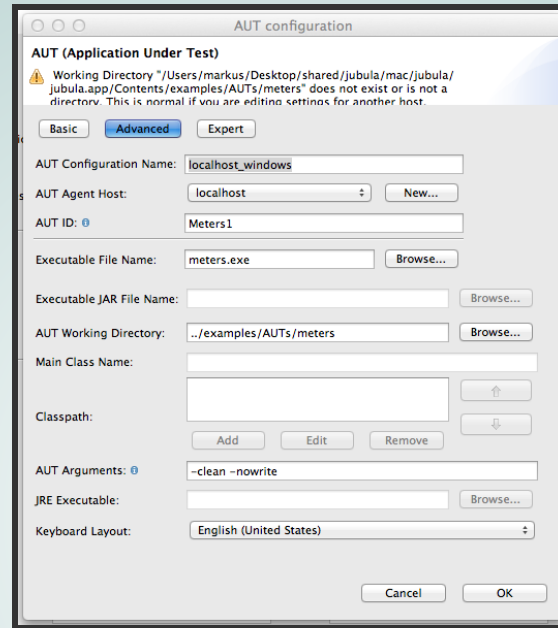 AUT configuration
AUT (Application Under Test)
Working Directory "/Users/markus/Desktop/shared/jubula/mac/jubula/
jubula.app/Contents/examples/AUTs/meters" does not exist or is not a
directory. This is normal if you are editing settings for another host.
Basic Advanced Expert
AUT Configuration Name: localhost_windows
AUT Agent Host: localhost New...
AUT ID: Meters1
Executable File Name: meters.exe Browse...
Executable JAR File Name: Browse...
AUT Working Directory: ../examples/AUTs/meters Browse...
Main Class Name:
Classpath:
Add Edit Remove
AUT Arguments: -clean -nowrite
JRE Executable: Browse...
Keyboard Layout: English (United States)
Cancel OK